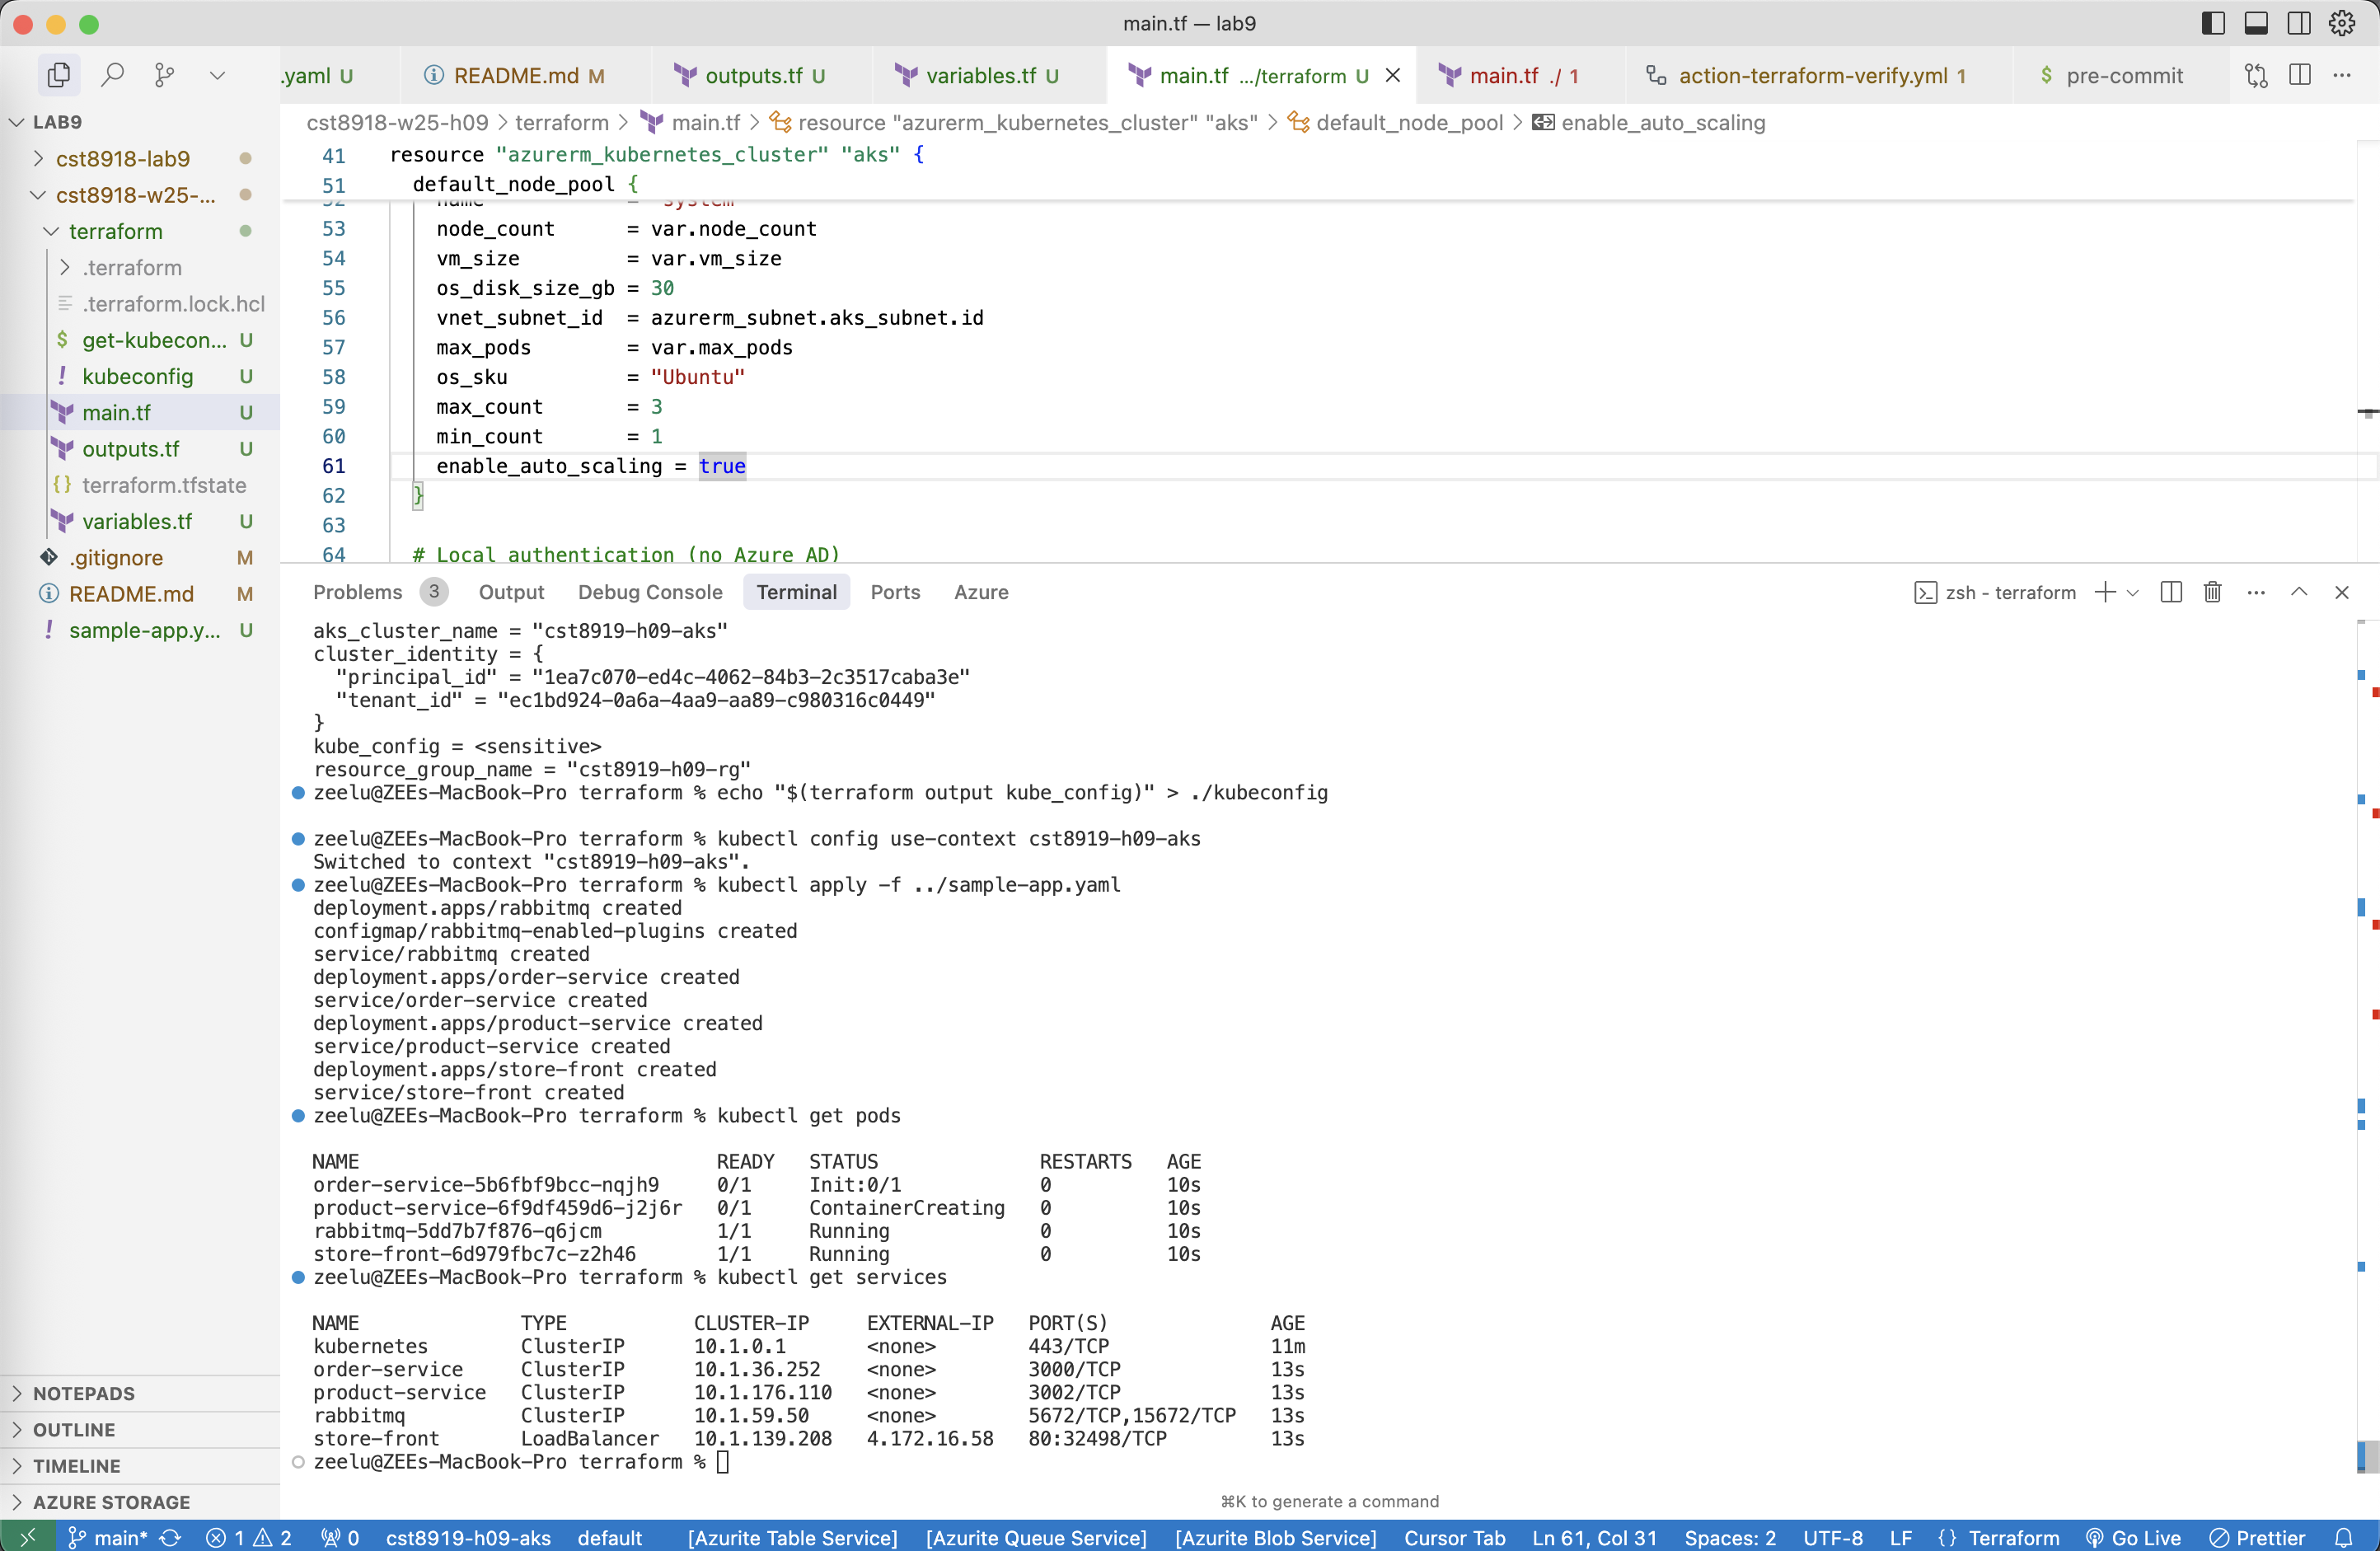 main.tf — lab9
.yaml U
README.md M
outputs.tf U
variables.tf U
main.tf .../terraform U
main.tf ./ 1
action-terraform-verify.yml 1
$ pre-commit
cst8918-w25-h09 > terraform > main.tf > resource "azurerm_kubernetes_cluster" "aks" > default_node_pool > enable_auto_scaling
LAB9
cst8918-lab9
cst8918-w25-...
terraform
.terraform
.terraform.lock.hcl
$ get-kubecon... U
! kubeconfig U
main.tf U
outputs.tf U
{} terraform.tfstate
variables.tf U
.gitignore M
README.md M
! sample-app.y... U
NOTEPADS
OUTLINE
TIMELINE
AZURE STORAGE
41 resource "azurerm_kubernetes_cluster" "aks" {
51 default_node_pool {
52 name = "system"
53 node_count = var.node_count
54 vm_size = var.vm_size
55 os_disk_size_gb = 30
56 vnet_subnet_id = azurerm_subnet.aks_subnet.id
57 max_pods = var.max_pods
58 os_sku = "Ubuntu"
59 max_count = 3
60 min_count = 1
61 enable_auto_scaling = true
62 }
63
64 # Local authentication (no Azure AD)
Problems 3 Output Debug Console Terminal Ports Azure
zsh - terraform
aks_cluster_name = "cst8919-h09-aks"
cluster_identity = {
"principal_id" = "1ea7c070-ed4c-4062-84b3-2c3517caba3e"
"tenant_id" = "ec1bd924-0a6a-4aa9-aa89-c980316c0449"
}
kube_config = <sensitive>
resource_group_name = "cst8919-h09-rg"
zeelu@ZEEs-MacBook-Pro terraform % echo "$(terraform output kube_config)" > ./kubeconfig
zeelu@ZEEs-MacBook-Pro terraform % kubectl config use-context cst8919-h09-aks
Switched to context "cst8919-h09-aks".
zeelu@ZEEs-MacBook-Pro terraform % kubectl apply -f ../sample-app.yaml
deployment.apps/rabbitmq created
configmap/rabbitmq-enabled-plugins created
service/rabbitmq created
deployment.apps/order-service created
service/order-service created
deployment.apps/product-service created
service/product-service created
deployment.apps/store-front created
service/store-front created
zeelu@ZEEs-MacBook-Pro terraform % kubectl get pods
NAME READY STATUS RESTARTS AGE
order-service-5b6fbf9bcc-nqjh9 0/1 Init:0/1 0 10s
product-service-6f9df459d6-j2j6r 0/1 ContainerCreating 0 10s
rabbitmq-5dd7b7f876-q6jcm 1/1 Running 0 10s
store-front-6d979fbc7c-z2h46 1/1 Running 0 10s
zeelu@ZEEs-MacBook-Pro terraform % kubectl get services
NAME TYPE CLUSTER-IP EXTERNAL-IP PORT(S) AGE
kubernetes ClusterIP 10.1.0.1 <none> 443/TCP 11m
order-service ClusterIP 10.1.36.252 <none> 3000/TCP 13s
product-service ClusterIP 10.1.176.110 <none> 3002/TCP 13s
rabbitmq ClusterIP 10.1.59.50 <none> 5672/TCP,15672/TCP 13s
store-front LoadBalancer 10.1.139.208 4.172.16.58 80:32498/TCP 13s
zeelu@ZEEs-MacBook-Pro terraform %
⌘K to generate a command
main* 1 2 0 cst8919-h09-aks default [Azurite Table Service] [Azurite Queue Service] [Azurite Blob Service] Cursor Tab Ln 61, Col 31 Spaces: 2 UTF-8 LF {} Terraform Go Live Prettier